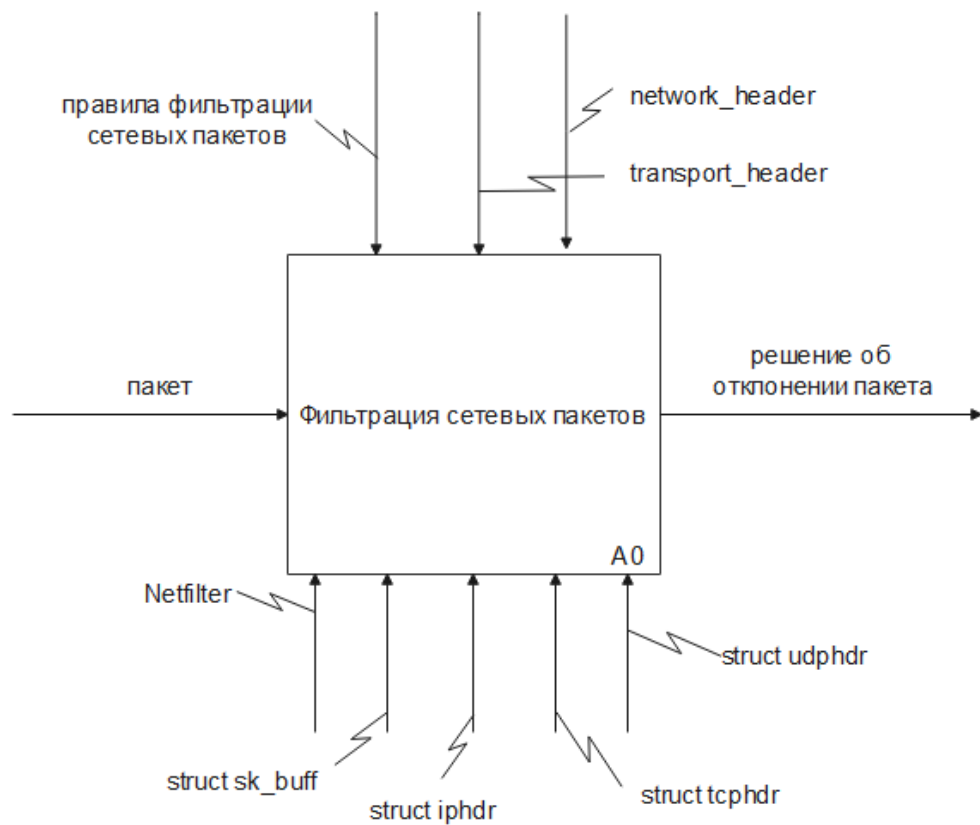 правила фильтрации
сетевых пакетов
network_header
transport_header
пакет
Фильтрация сетевых пакетов
решение об
отклонении пакета
A0
Netfilter
struct udphdr
struct sk_buff
struct iphdr
struct tcphdr